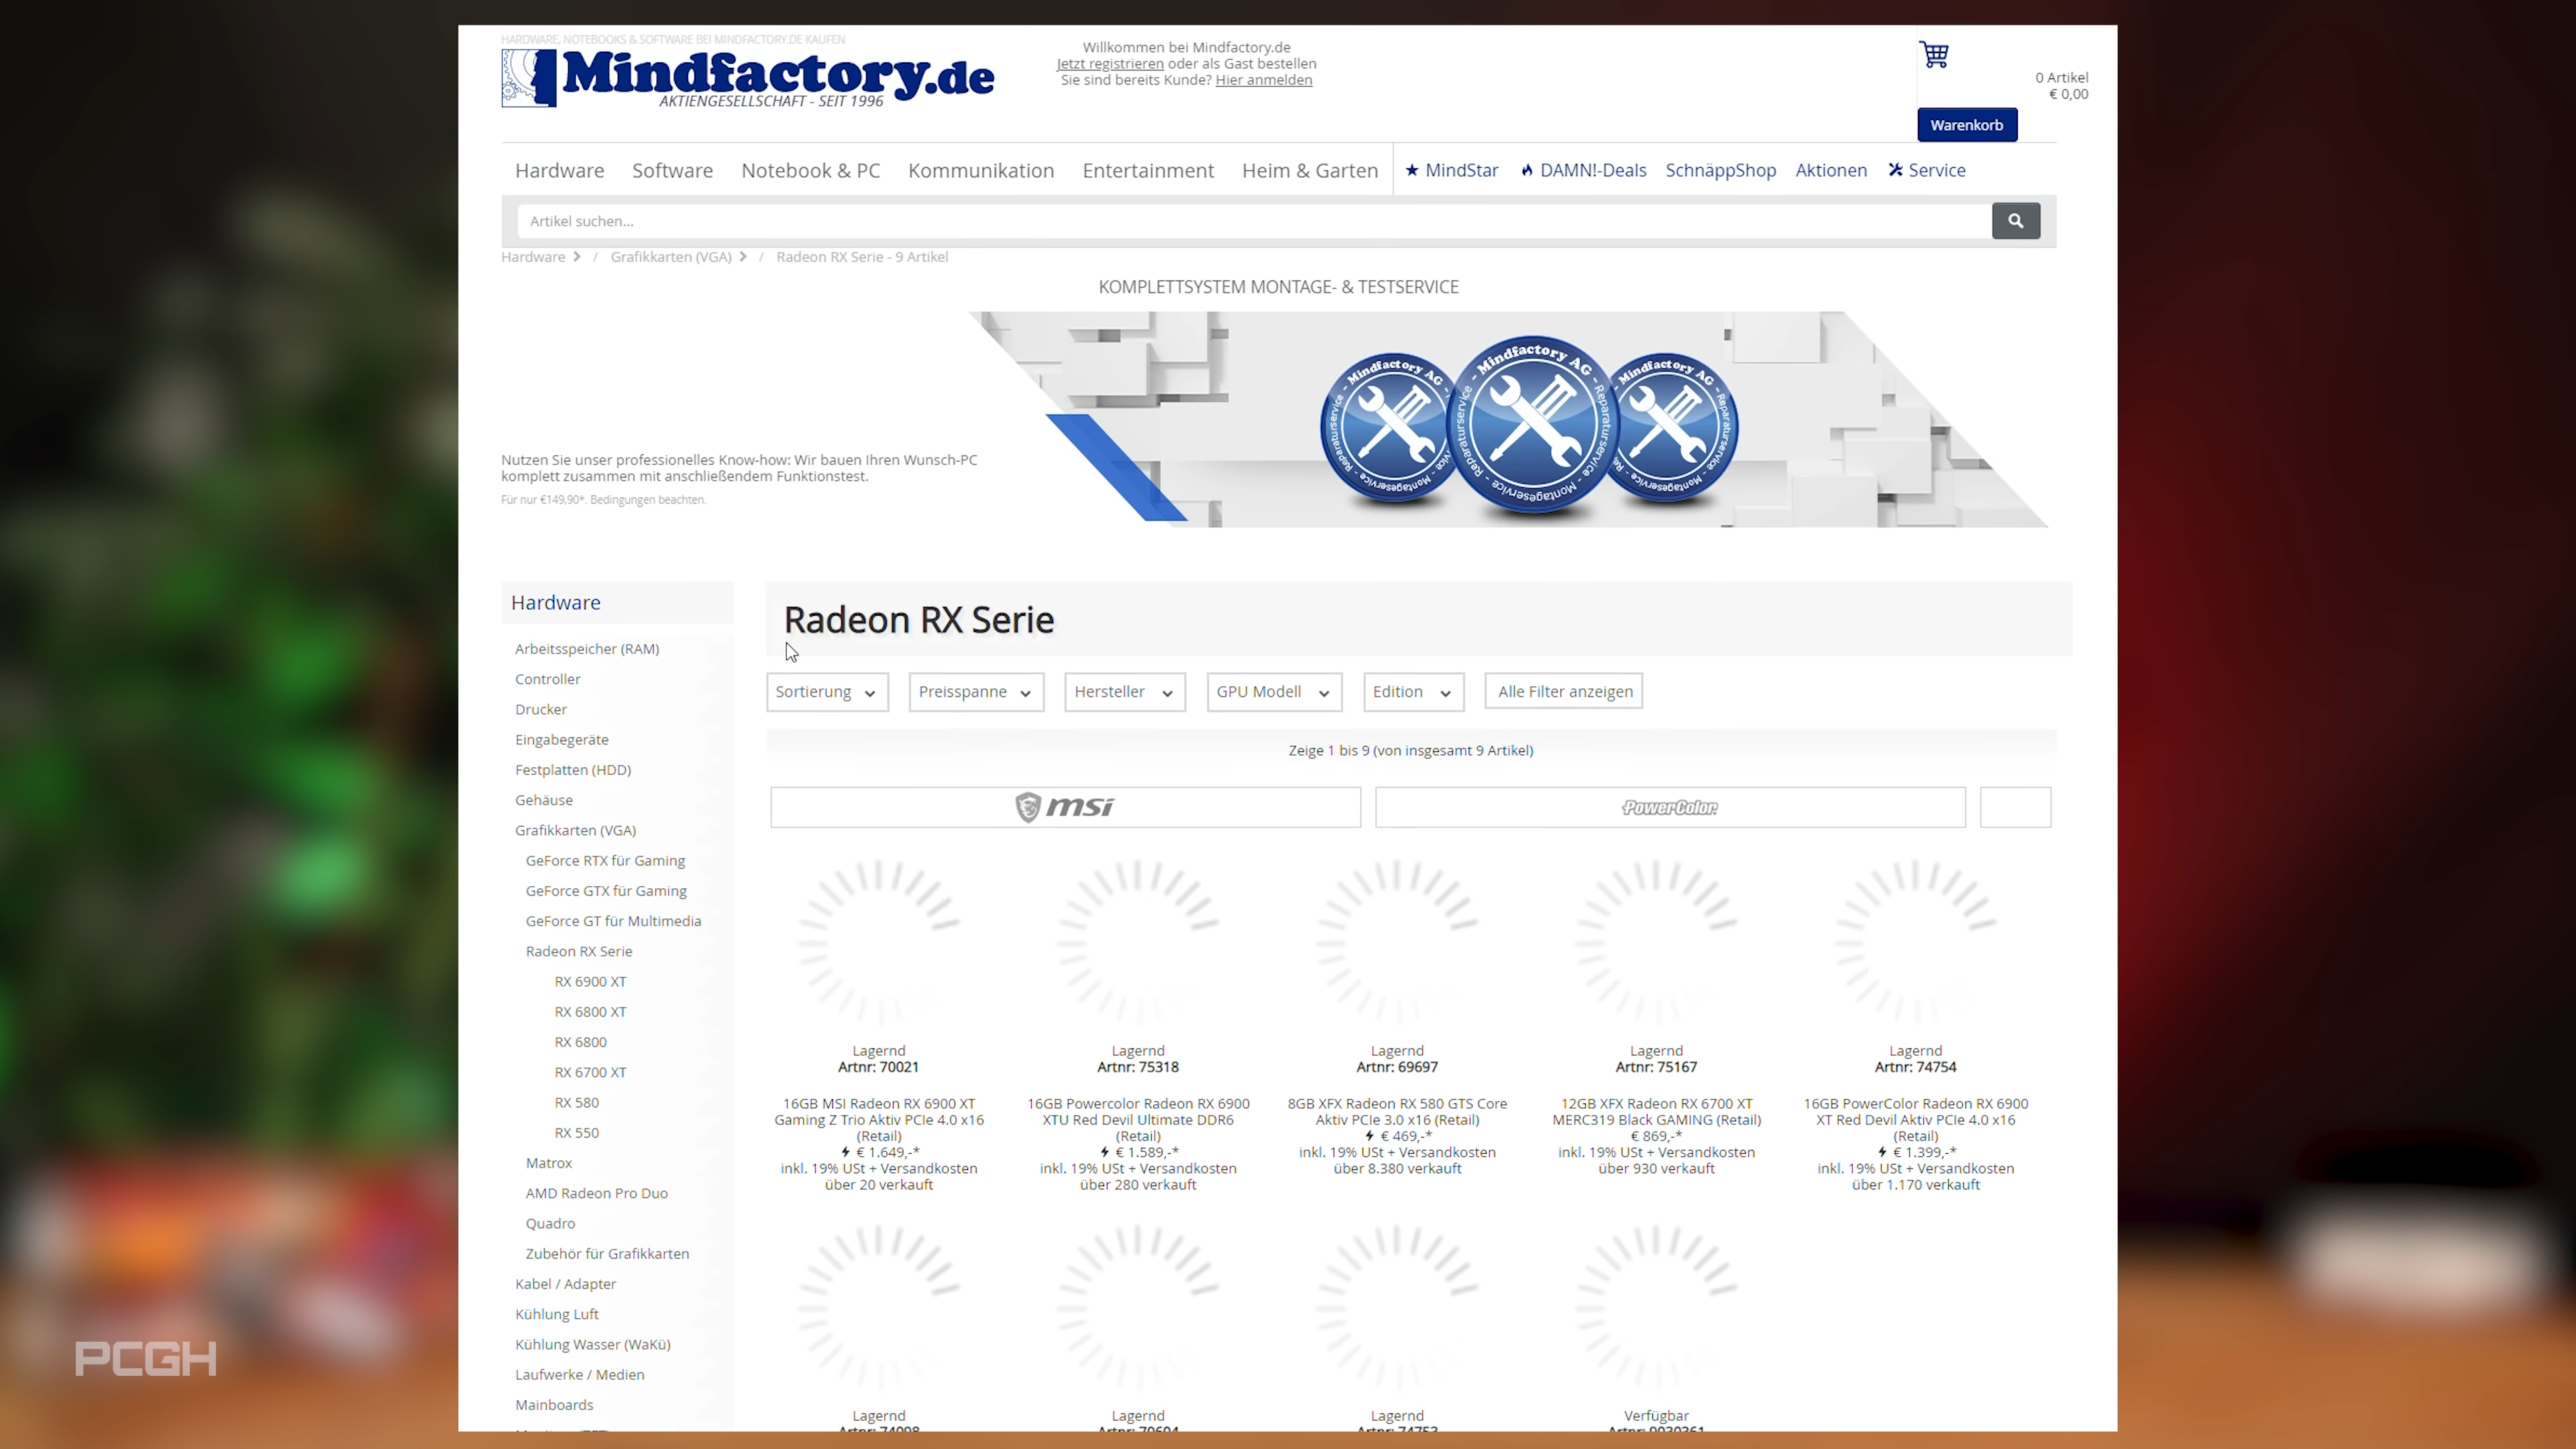 HARDWARE, NOTEBOOKS & SOFTWARE BEI MINDFACTORY.DE KAUFEN
Mindfactory.de
AKTIENGESELLSCHAFT - SEIT 1996
Willkommen bei Mindfactory.de
Jetzt registrieren oder als Gast bestellen
Sie sind bereits Kunde? Hier anmelden
0 Artikel
€ 0,00
Warenkorb
Hardware Software Notebook & PC Kommunikation Entertainment Heim & Garten MindStar DAMN!-Deals SchnäppShop Aktionen Service
Artikel suchen...
Hardware / Grafikkarten (VGA) / Radeon RX Serie - 9 Artikel
KOMPLETTSYSTEM MONTAGE- & TESTSERVICE
- Mindfactory AG - Reparaturservice - Montageservice
- Mindfactory AG - Reparaturservice - Montageservice - Reparaturservice
- Mindfactory AG - Reparaturservice - Montageservice
Nutzen Sie unser professionelles Know-how: Wir bauen Ihren Wunsch-PC
komplett zusammen mit anschließendem Funktionstest.
Für nur €149,90*. Bedingungen beachten.
Hardware
Arbeitsspeicher (RAM)
Controller
Drucker
Eingabegeräte
Festplatten (HDD)
Gehäuse
Grafikkarten (VGA)
GeForce RTX für Gaming
GeForce GTX für Gaming
GeForce GT für Multimedia
Radeon RX Serie
RX 6900 XT
RX 6800 XT
RX 6800
RX 6700 XT
RX 580
RX 550
Matrox
AMD Radeon Pro Duo
Quadro
Zubehör für Grafikkarten
Kabel / Adapter
Kühlung Luft
Kühlung Wasser (WaKü)
Laufwerke / Medien
Mainboards
Radeon RX Serie
Sortierung Preisspanne Hersteller GPU Modell Edition Alle Filter anzeigen
Zeige 1 bis 9 (von insgesamt 9 Artikel)
msi PowerColor
Lagernd
Artnr: 70021
16GB MSI Radeon RX 6900 XT
Gaming Z Trio Aktiv PCIe 4.0 x16
(Retail)
€ 1.649,-*
inkl. 19% USt + Versandkosten
über 20 verkauft
Lagernd
Artnr: 75318
16GB Powercolor Radeon RX 6900
XTU Red Devil Ultimate DDR6
(Retail)
€ 1.589,-*
inkl. 19% USt + Versandkosten
über 280 verkauft
Lagernd
Artnr: 69697
8GB XFX Radeon RX 580 GTS Core
Aktiv PCIe 3.0 x16 (Retail)
€ 469,-*
inkl. 19% USt + Versandkosten
über 8.380 verkauft
Lagernd
Artnr: 75167
12GB XFX Radeon RX 6700 XT
MERC319 Black GAMING (Retail)
€ 869,-*
inkl. 19% USt + Versandkosten
über 930 verkauft
Lagernd
Artnr: 74754
16GB PowerColor Radeon RX 6900
XT Red Devil Aktiv PCIe 4.0 x16
(Retail)
€ 1.399,-*
inkl. 19% USt + Versandkosten
über 1.170 verkauft
Lagernd
Lagernd
Lagernd
Verfügbar
PCGH